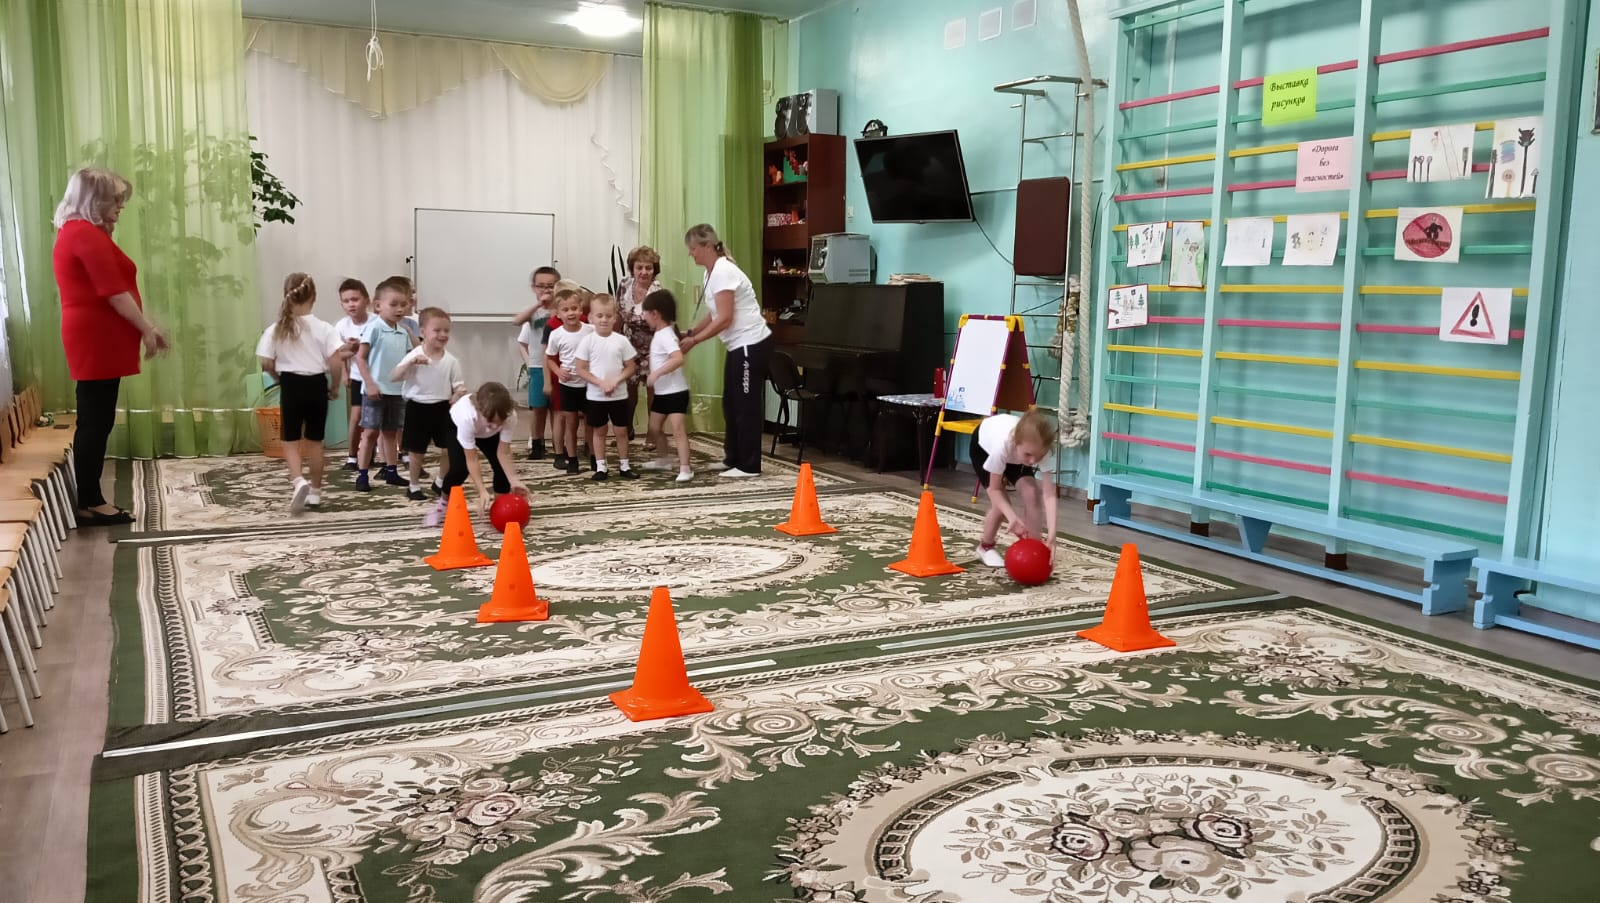 Выставка
рисунков
«Дорога
без
опасностей»
adidas